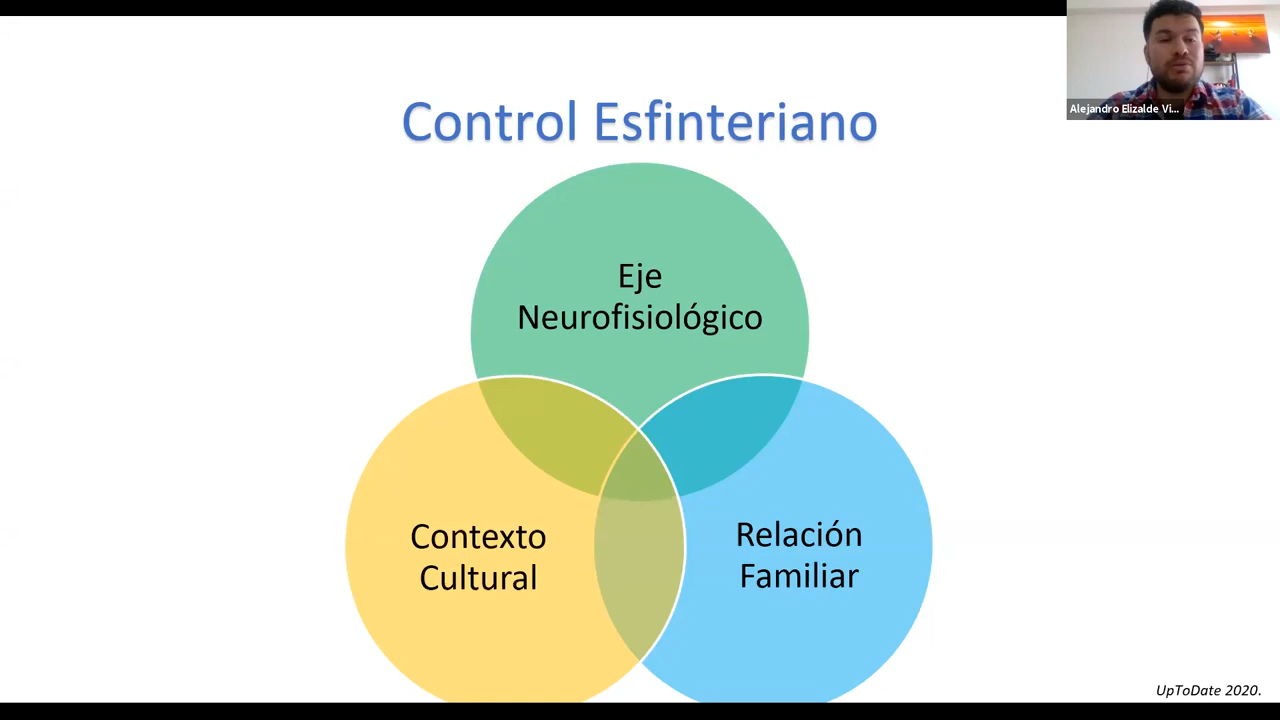 Control Esfinteriano
Eje
Neurofisiológico
Contexto
Cultural
Relación
Familiar
Alejandro Elizalde Vi...
UpToDate 2020.